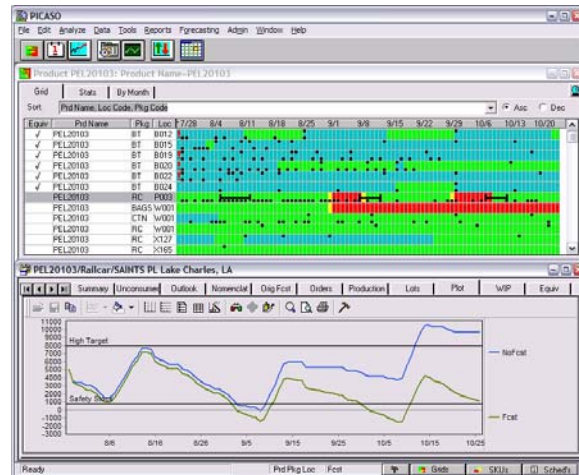 PICASO
File Edit Analyze Data Tools Reports Forecasting Admin Window Help
Product PEL20103: Product Name-PEL20103
Grid Stats By Month
Sort Prd Name, Loc Code, Pkg Code Asc Dec
Equiv Prd Name Pkg Loc 7/28 8/4 8/11 8/18 8/25 9/1 9/8 9/15 9/22 9/29 10/6 10/13 10/20
√ PEL20103 BT B012
√ PEL20103 BT B015
√ PEL20103 BT B019
√ PEL20103 BT B020
√ PEL20103 BT B022
√ PEL20103 BT B024
PEL20103 RC P003
PEL20103 BAGS W001
PEL20103 CTN W001
PEL20103 RC W001
PEL20103 RC X127
PEL20103 RC X165
PEL20103/Railcar/SAINTS PL Lake Charles, LA
Summary Unconsumed Outlook Nomenclat Orig Fcst Orders Production Lots Plot WIP Equiv
11000
10000
9000
8000 High Target
7000
6000
5000
4000
3000
2000
1000 Safety Stock
0
-1000
-2000
-3000
NoFcst
Fcst
8/6 8/16 8/26 9/5 9/15 9/25 10/5 10/15 10/25
Ready Prd Pkg Loc Fcst Grids SKUs Sched's